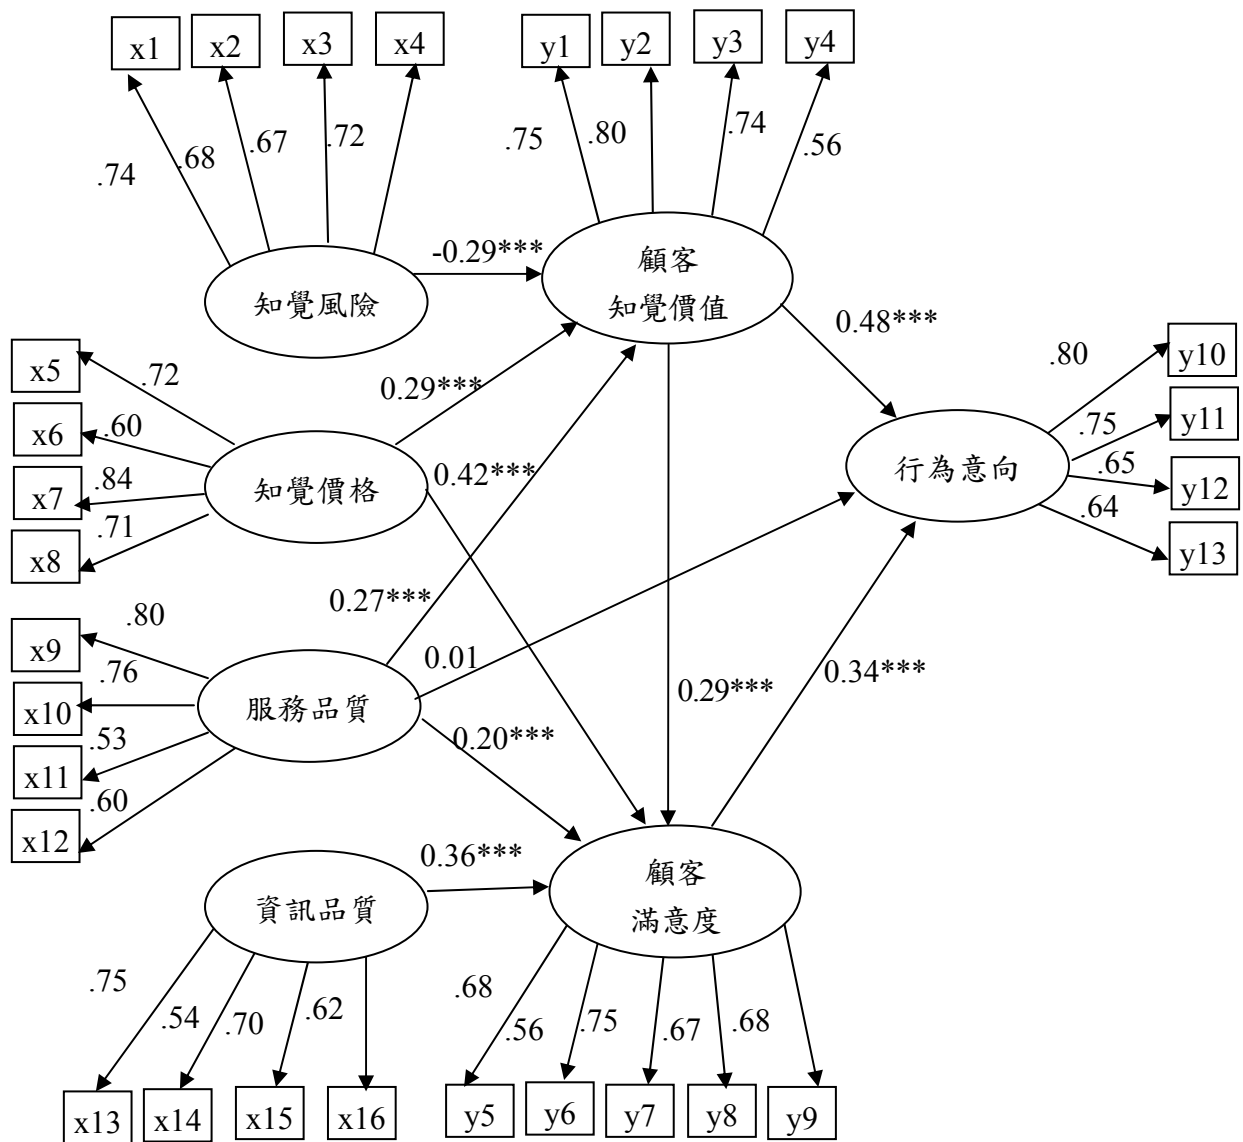 x1
x2
x3
x4
y1
y2
y3
y4
.74
.68
.67
.72
.75
.80
.74
.56
-0.29***
知覺風險
顧客
知覺價值
0.48***
x5
x6
x7
x8
.72
.60
.84
.71
知覺價格
0.29***
0.42***
行為意向
.80
.75
.65
.64
y10
y11
y12
y13
x9
x10
x11
x12
.80
.76
.53
.60
服務品質
0.27***
0.01
0.20***
0.29***
0.34***
資訊品質
0.36***
顧客
滿意度
.75
.54
.70
.62
.68
.56
.75
.67
.68
x13
x14
x15
x16
y5
y6
y7
y8
y9